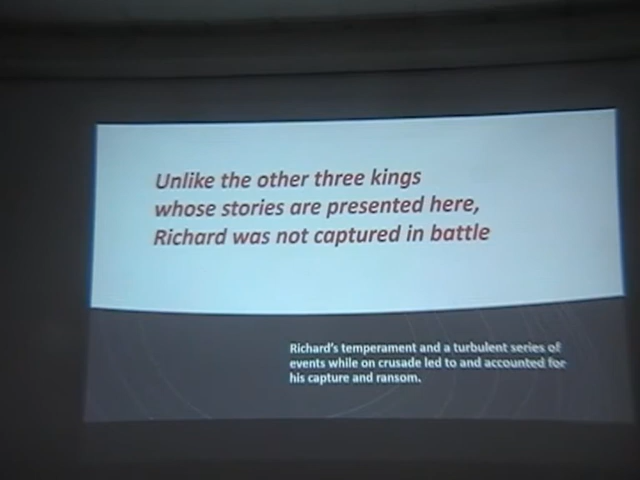 Unlike the other three kings
whose stories are presented here,
Richard was not captured in battle
Richard's temperament and a turbulent series of
events while on crusade led to and accounted for
his capture and ransom.